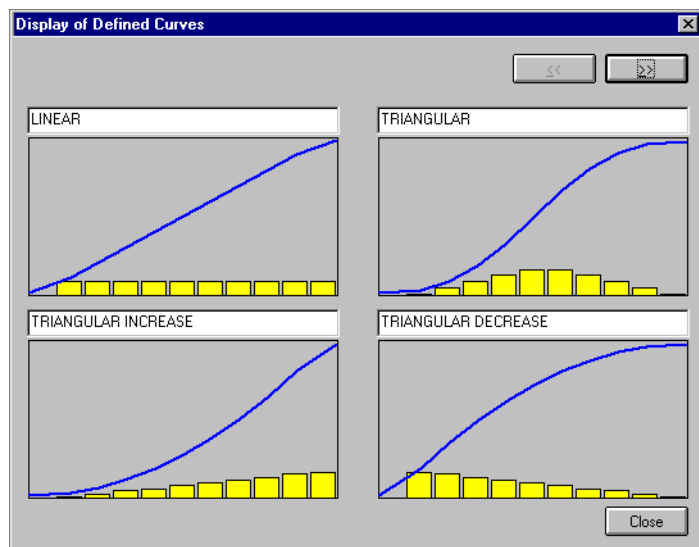 Display of Defined Curves
<< >>
LINEAR
TRIANGULAR
TRIANGULAR INCREASE
TRIANGULAR DECREASE
Close